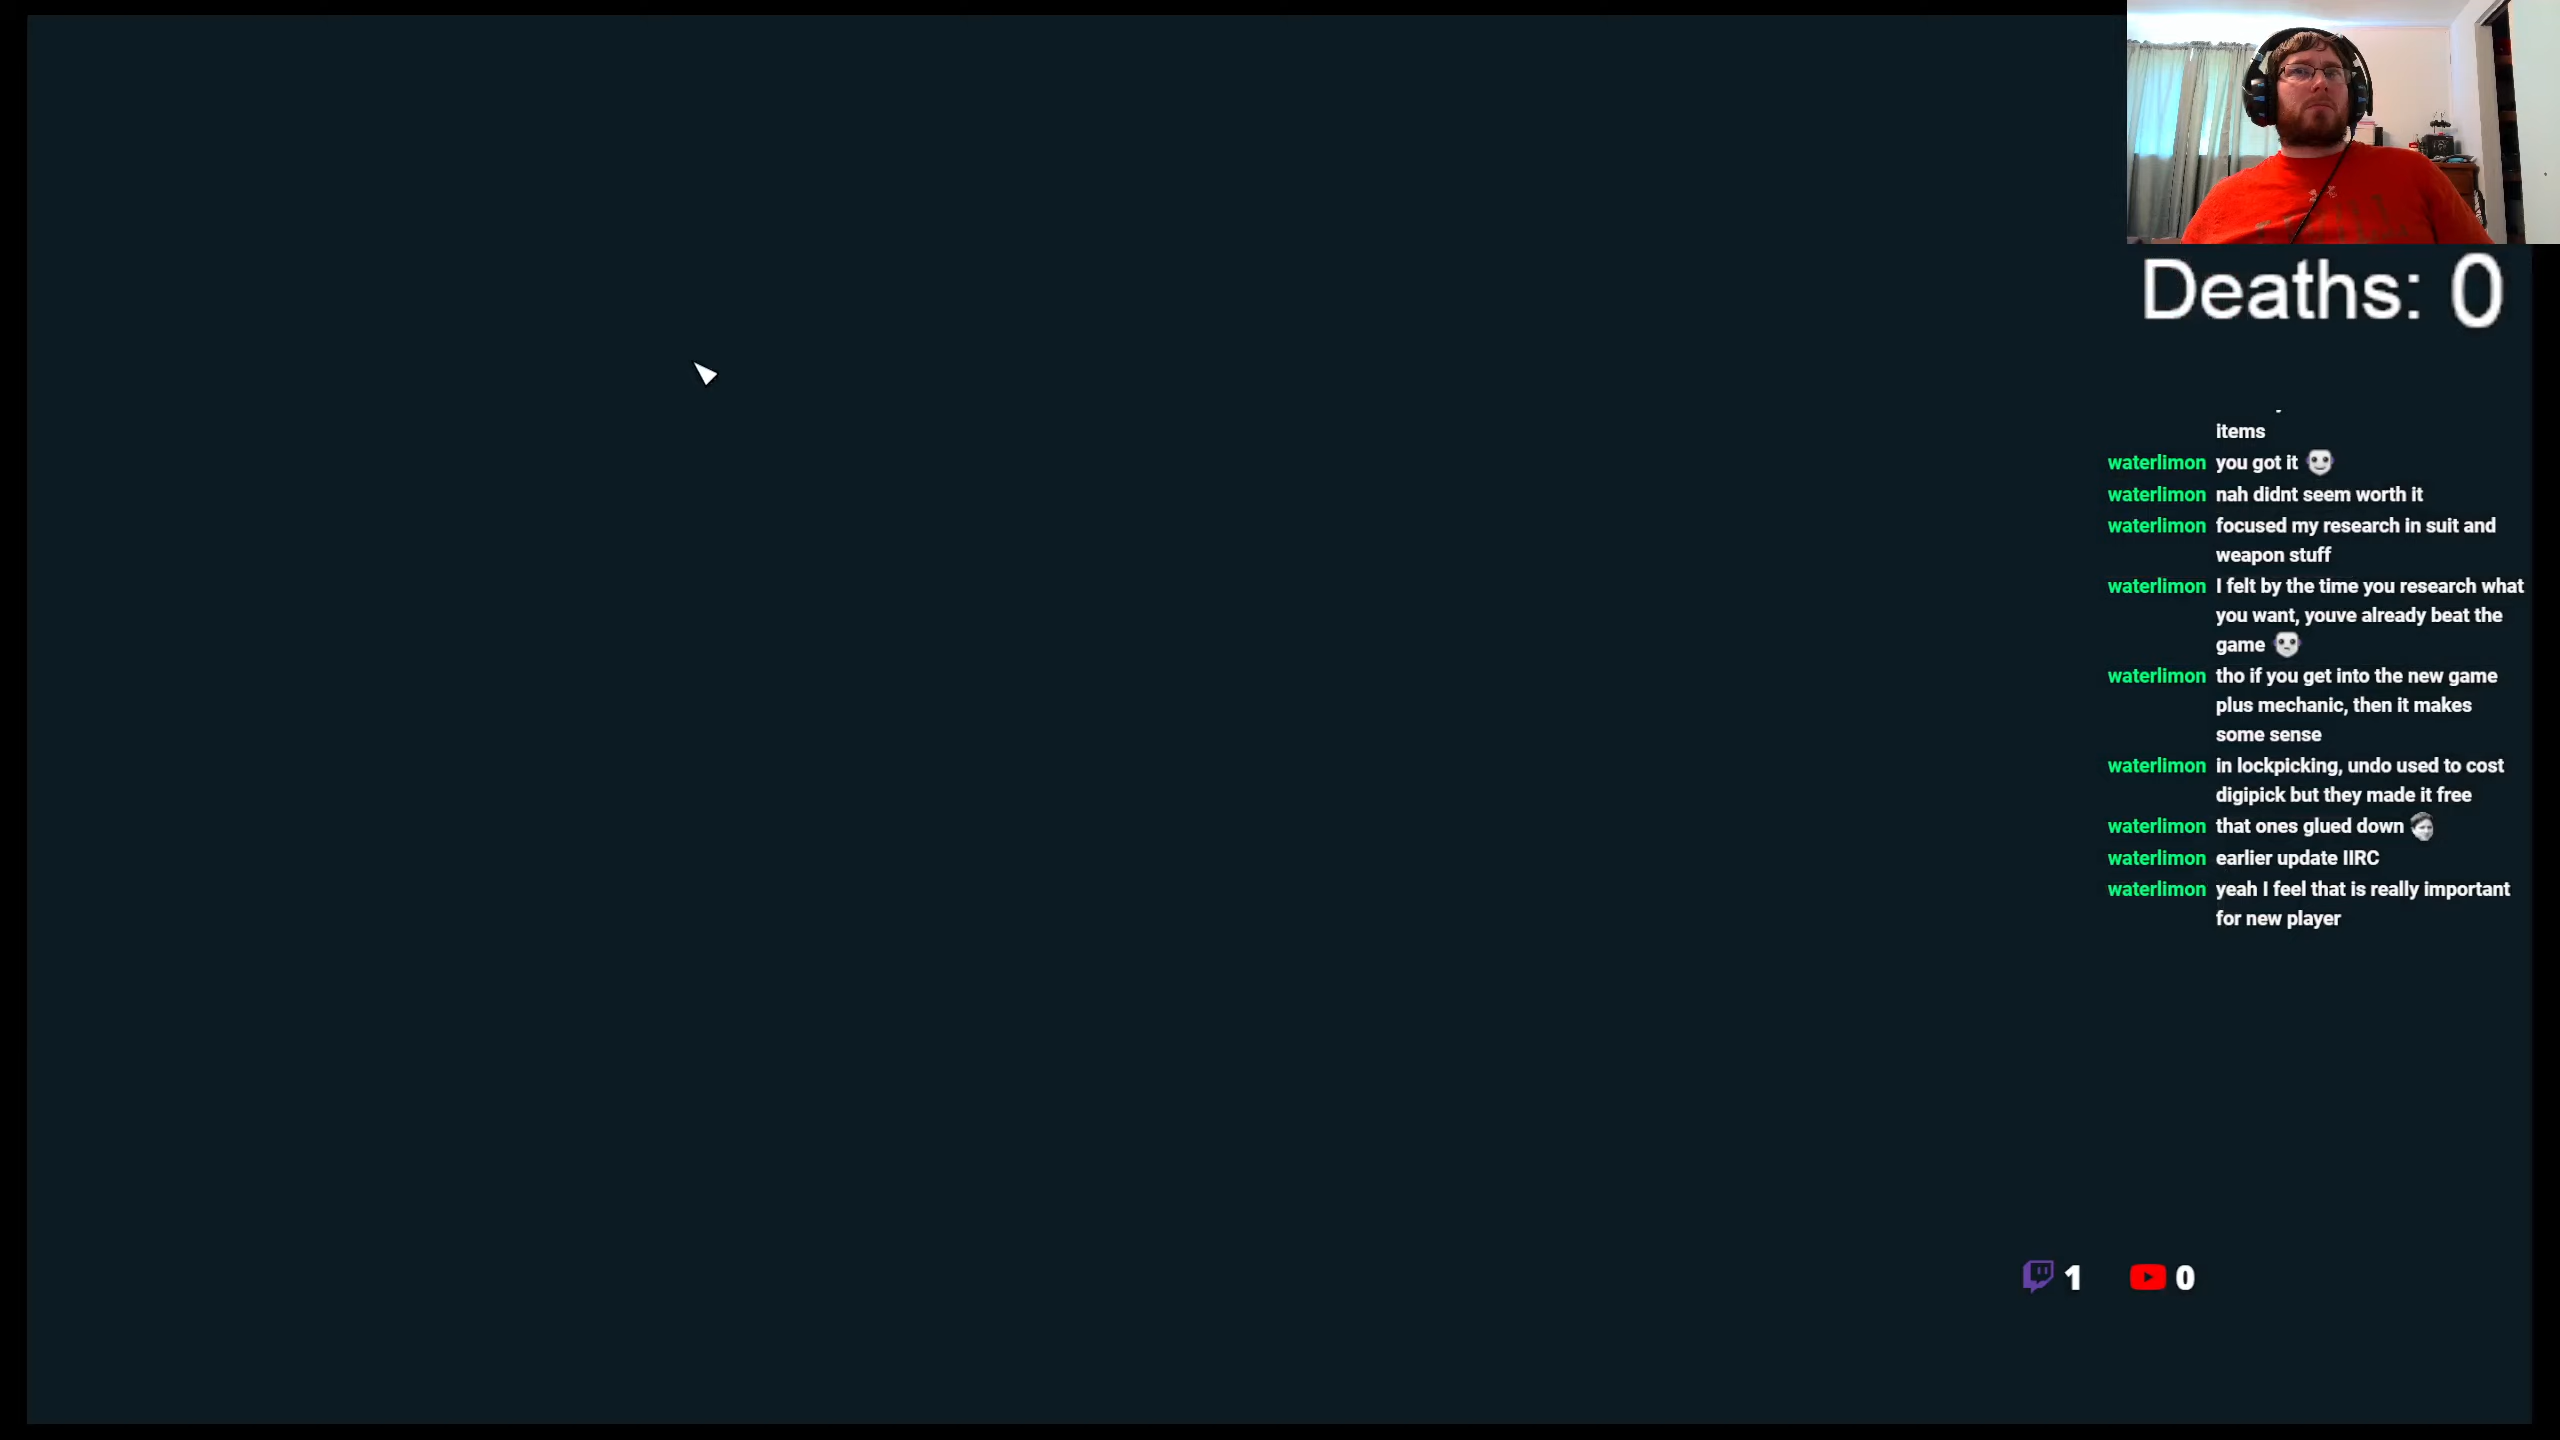 Deaths: 0
items
waterlimon you got it
waterlimon nah didnt seem worth it
waterlimon focused my research in suit and
weapon stuff
waterlimon I felt by the time you research what
you want, youve already beat the
game
waterlimon tho if you get into the new game
plus mechanic, then it makes
some sense
waterlimon in lockpicking, undo used to cost
digipick but they made it free
waterlimon that ones glued down
waterlimon earlier update IIRC
waterlimon yeah I feel that is really important
for new player
1 0